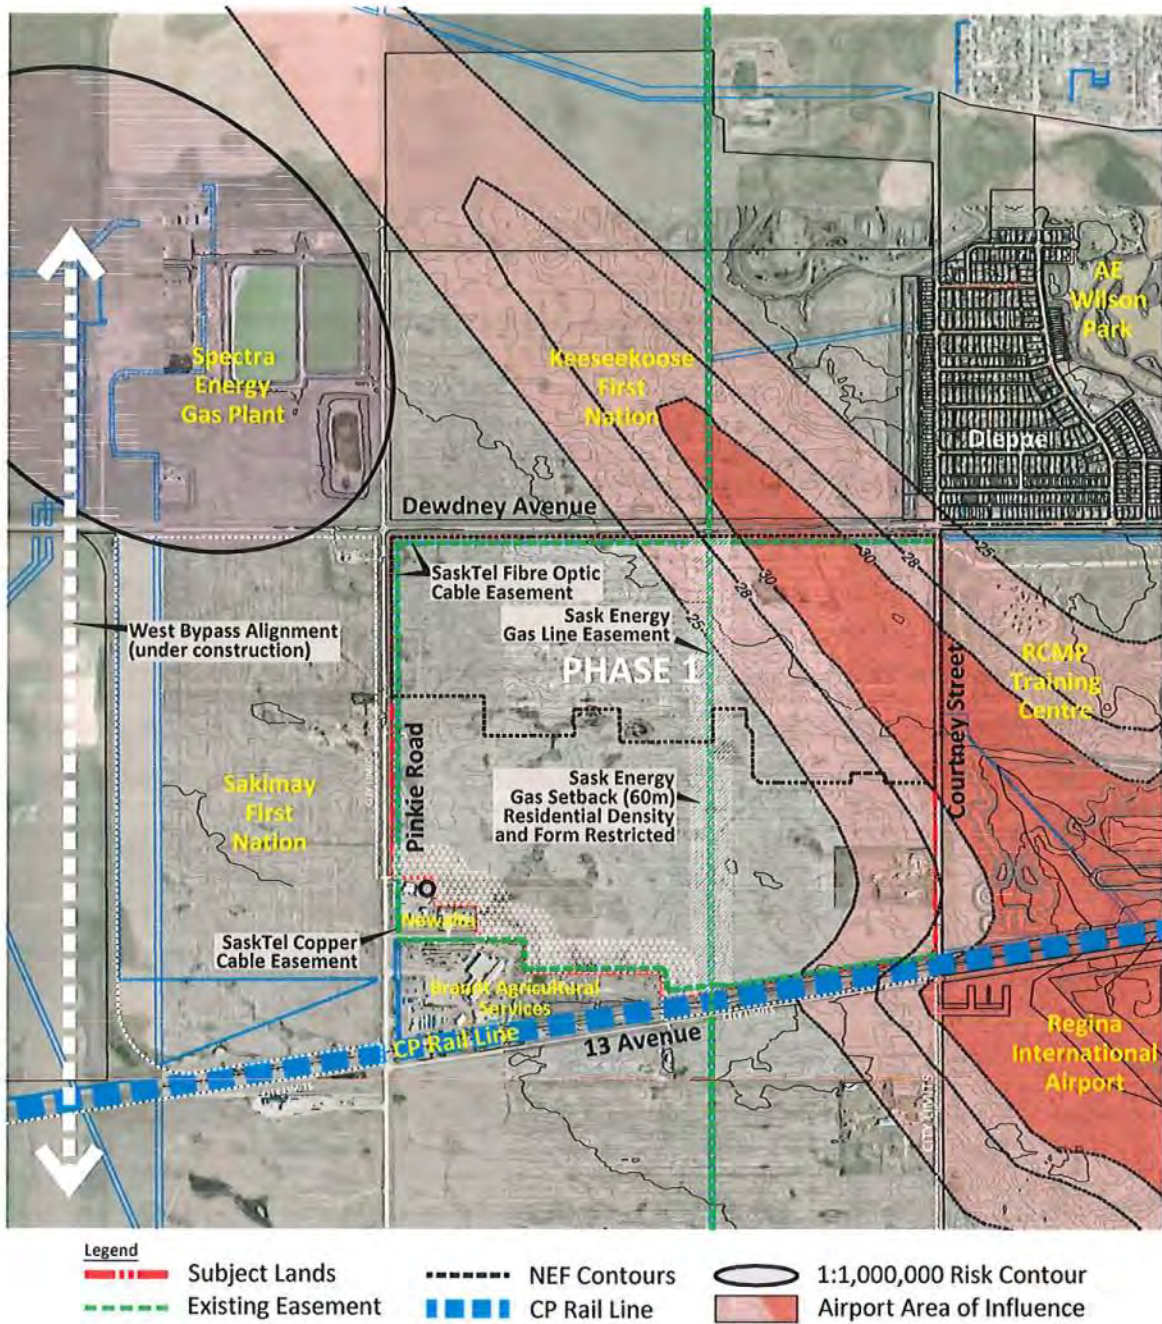 AE
Wilson
Park
Spectra
Energy
Gas Plant
Keeseekoose
First
Nation
Dieppe
Dewdney Avenue
25
28
30
SaskTel Fibre Optic
Cable Easement
30
28
25
Sask Energy
Gas Line Easement
West Bypass Alignment
(under construction)
PHASE 1
RCMP
Training
Centre
Courtney Street
Pinkie Road
Sakimay
First
Nation
Sask Energy
Gas Setback (60m)
Residential Density
and Form Restricted
SaskTel Copper
Cable Easement
Brandt Agricultural
Services
CP Rail Line
13 Avenue
Regina
International
Airport
CITY LIMITS
Legend
Subject Lands
NEF Contours
1:1,000,000 Risk Contour
Existing Easement
CP Rail Line
Airport Area of Influence